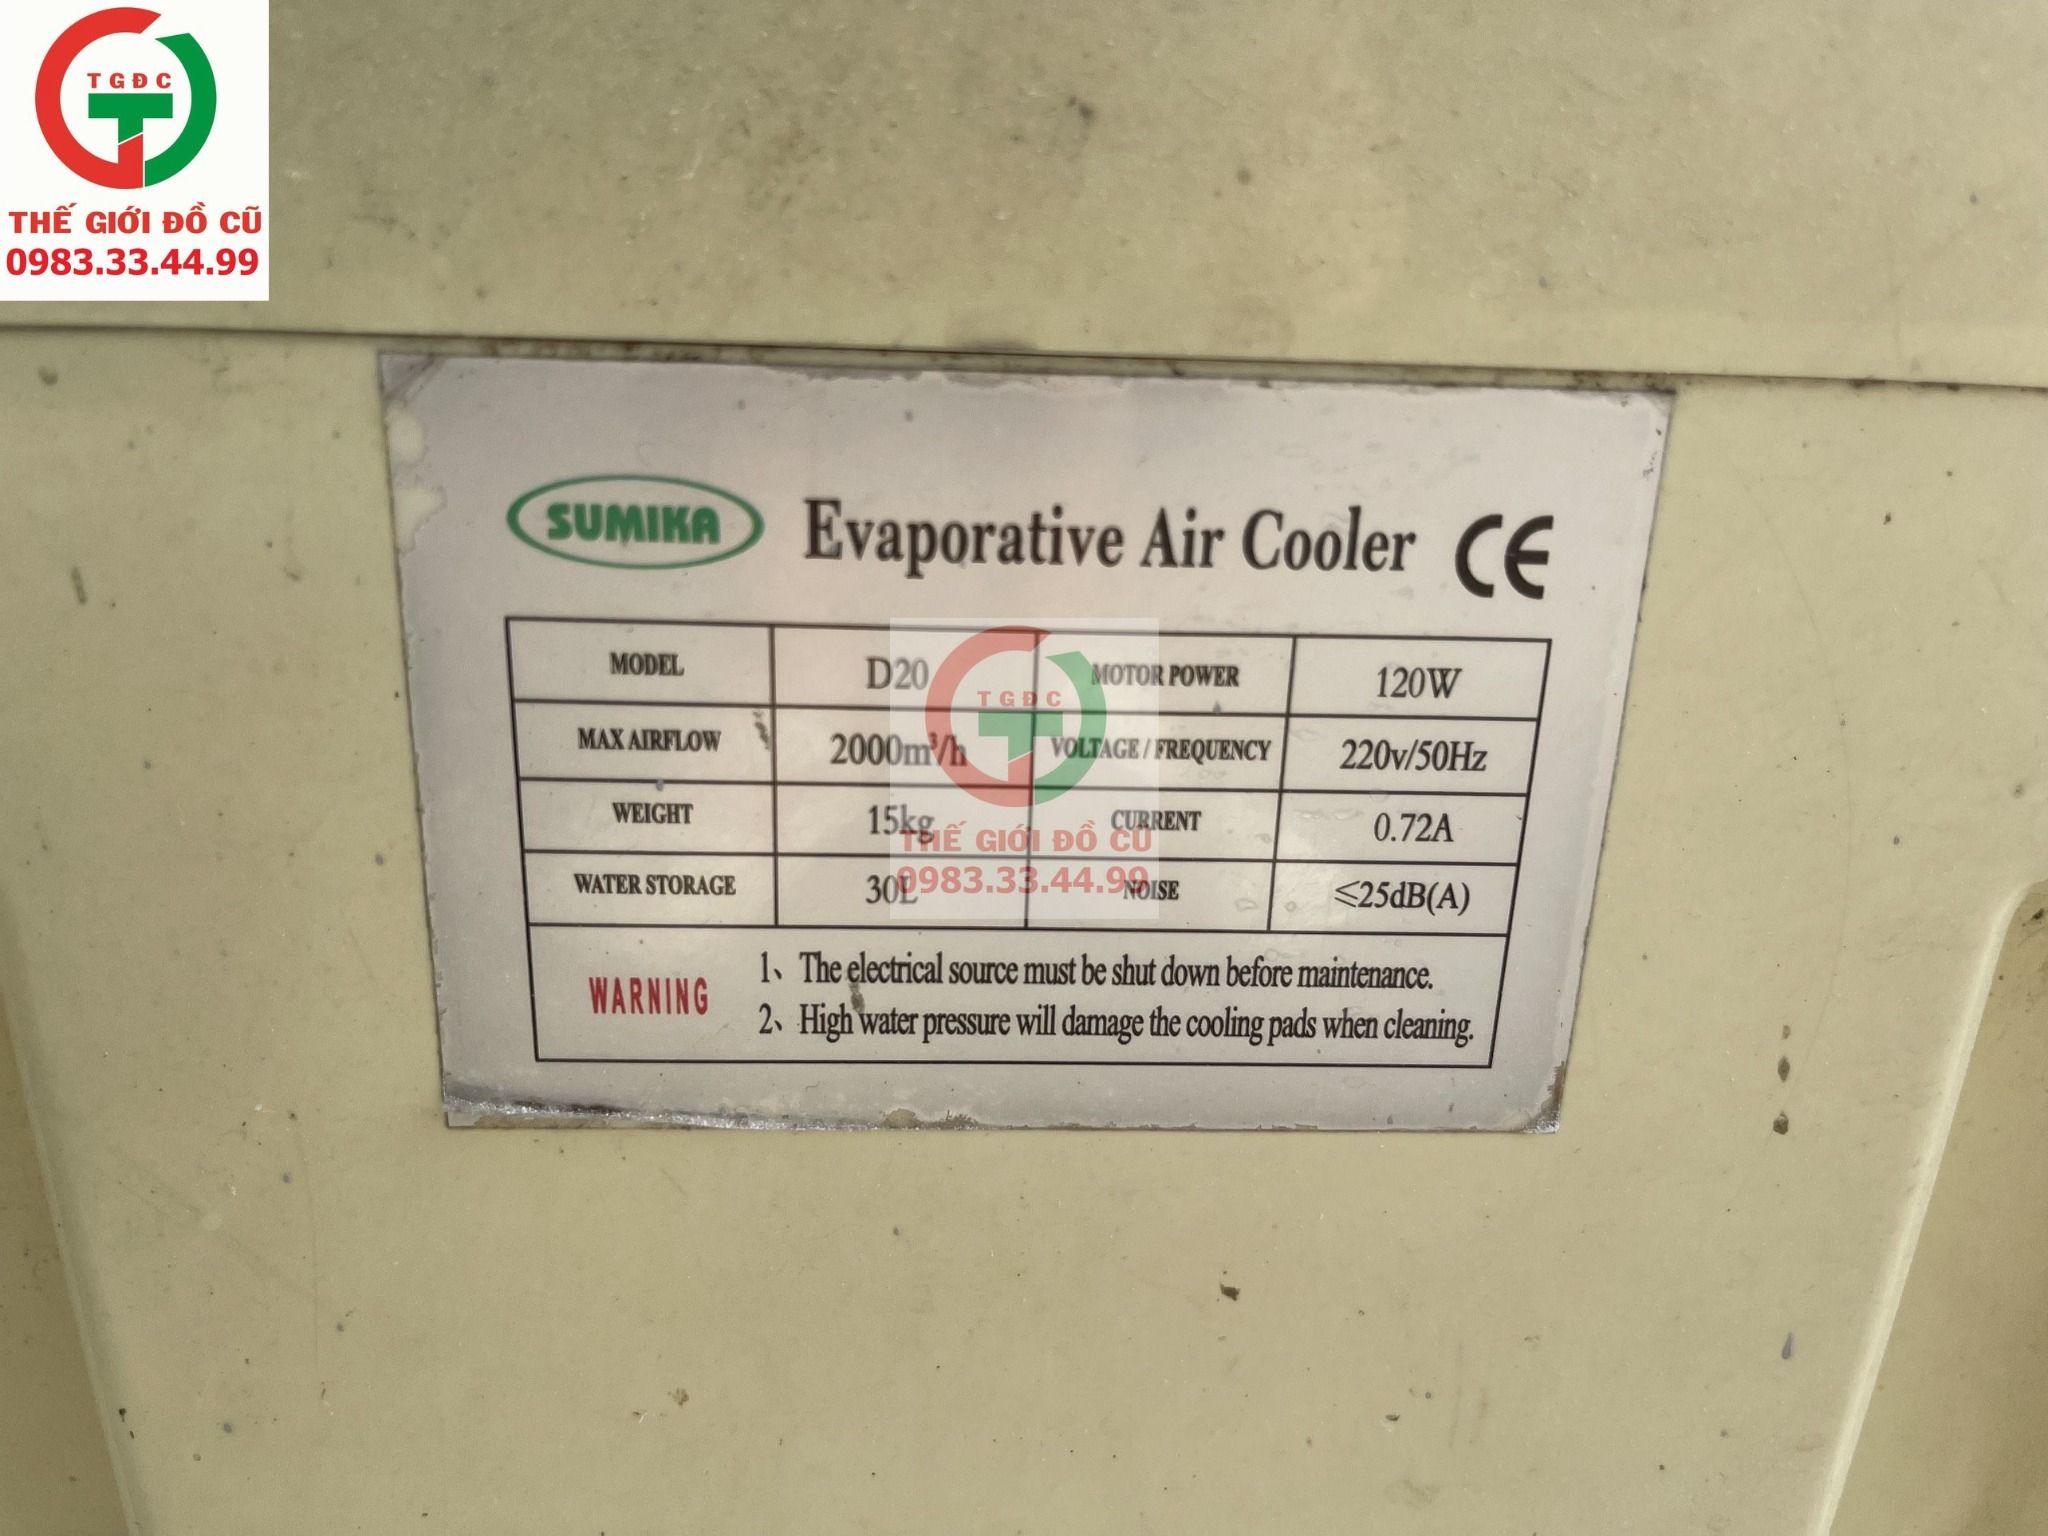 TGĐC
THẾ GIỚI ĐỒ CŨ
0983.33.44.99
SUMIKA Evaporative Air Cooler CE
MODEL D20 MOTOR POWER 120W
MAX AIRFLOW 2000m³/h VOLTAGE / FREQUENCY 220v/50Hz
WEIGHT 15kg CURRENT 0.72A
WATER STORAGE 30L NOISE ≤25dB(A)
WARNING
1、The electrical source must be shut down before maintenance.
2、High water pressure will damage the cooling pads when cleaning.
TGĐC
THẾ GIỚI ĐỒ CŨ
0983.33.44.99